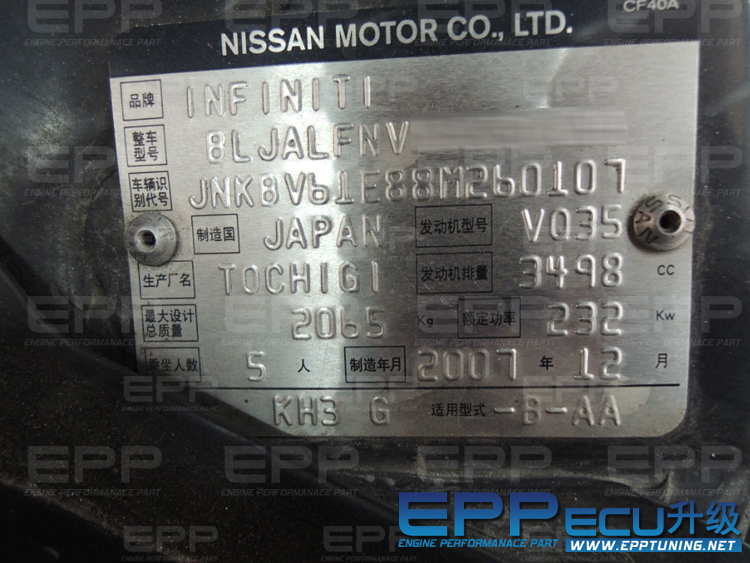 CF40A
NISSAN MOTOR CO., LTD.
品牌 INFINITI
整车型号 BLJALFNV
车辆识别代号 JNK8V61E88M260107
制造国 JAPAN 发动机型号 VQ35
生产厂名 TOCHIGI 发动机排量 3498 CC
最大设计总质量 2065 Kg 额定功率 232 Kw
乘坐人数 5 人 制造年月 2007 年 12 月
KH3 G 适用型式 -B-AA
EPP ECU升级
ENGINE PERFORMANACE PART
WWW.EPPTUNING.NET